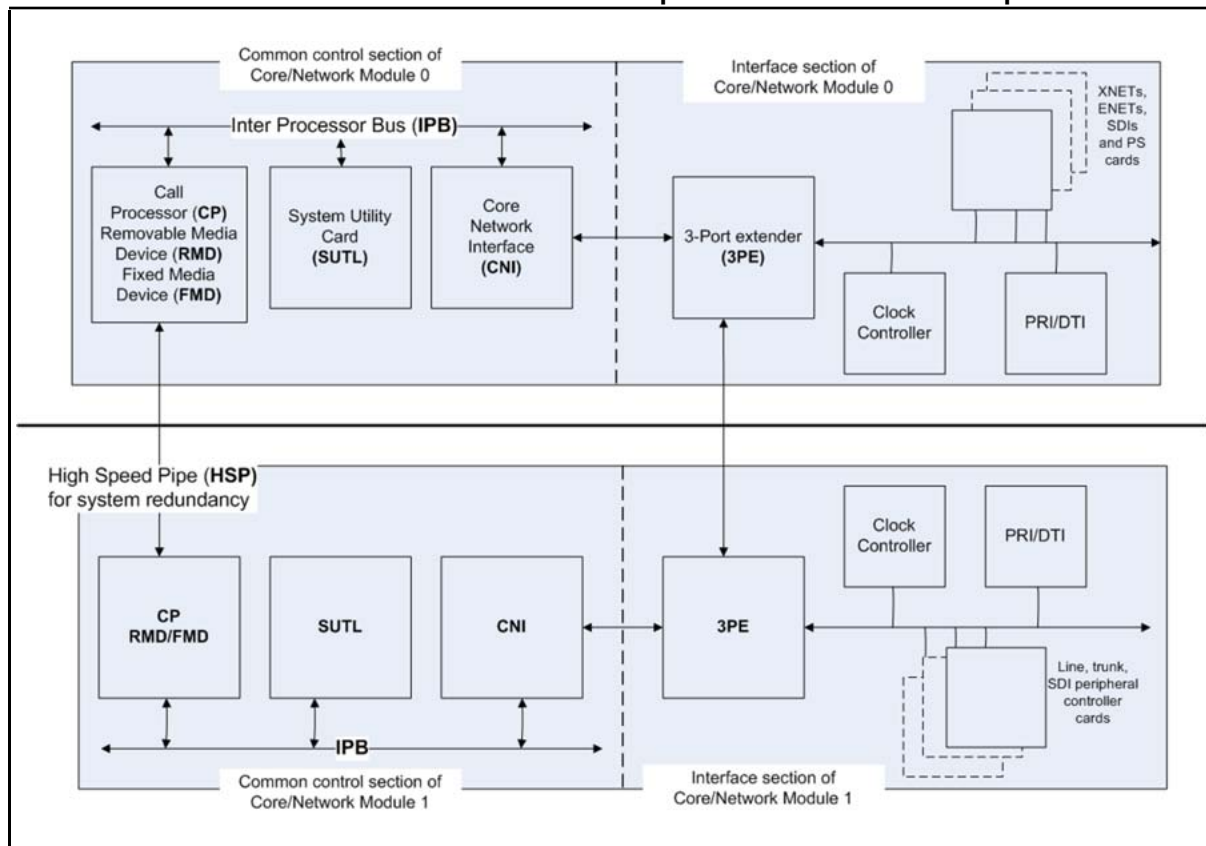 Common control section of
Core/Network Module 0
Interface section of
Core/Network Module 0
Inter Processor Bus (IPB)
XNETs,
ENETs,
SDIs
and PS
cards
Call
Processor (CP)
Removable Media
Device (RMD)
Fixed Media
Device (FMD)
System Utility
Card
(SUTL)
Core
Network
Interface
(CNI)
3-Port extender
(3PE)
Clock
Controller
PRI/DTI
High Speed Pipe (HSP)
for system redundancy
Clock
Controller
PRI/DTI
CP
RMD/FMD
SUTL
CNI
3PE
Line, trunk,
SDI peripheral
controller
cards
IPB
Common control section of
Core/Network Module 1
Interface section of
Core/Network Module 1